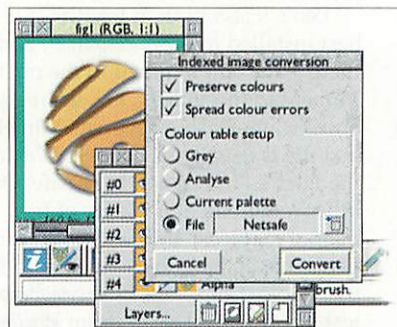 fig1 (RGB, 1:1)
Indexed image conversion
Preserve colours
Spread colour errors
Colour table setup
Grey
Analyse
Current palette
File Netsafe
Cancel Convert
#0
#1
#2
#3
#4 Alpha
brush.
Layers...